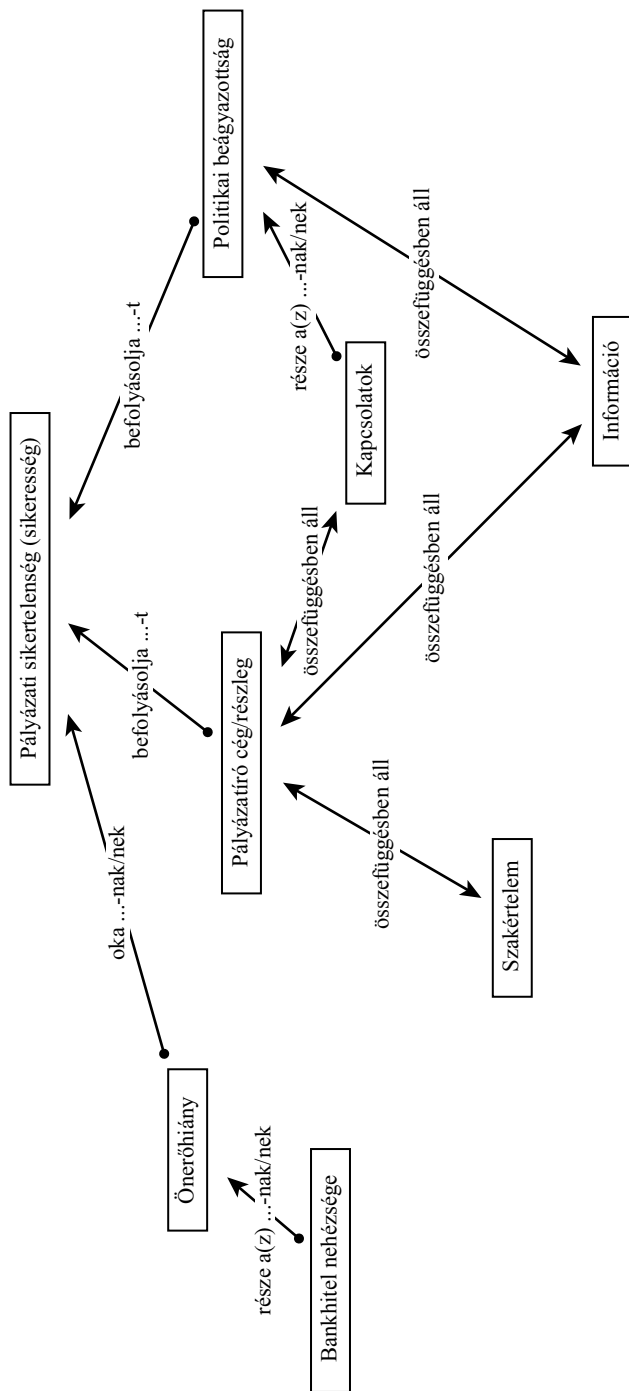 Pályázati sikertelenség (sikeresség)
oka ...-nak/nek
befolyásolja ...-t
befolyásolja ...-t
Önerőhiány
Pályázatíró cég/részleg
Politikai beágyazottság
része a(z) ...-nak/nek
összefüggésben áll
része a(z) ...-nak/nek
Bankhitel nehézsége
Kapcsolatok
összefüggésben áll
összefüggésben áll
összefüggésben áll
Szakértelem
Információ